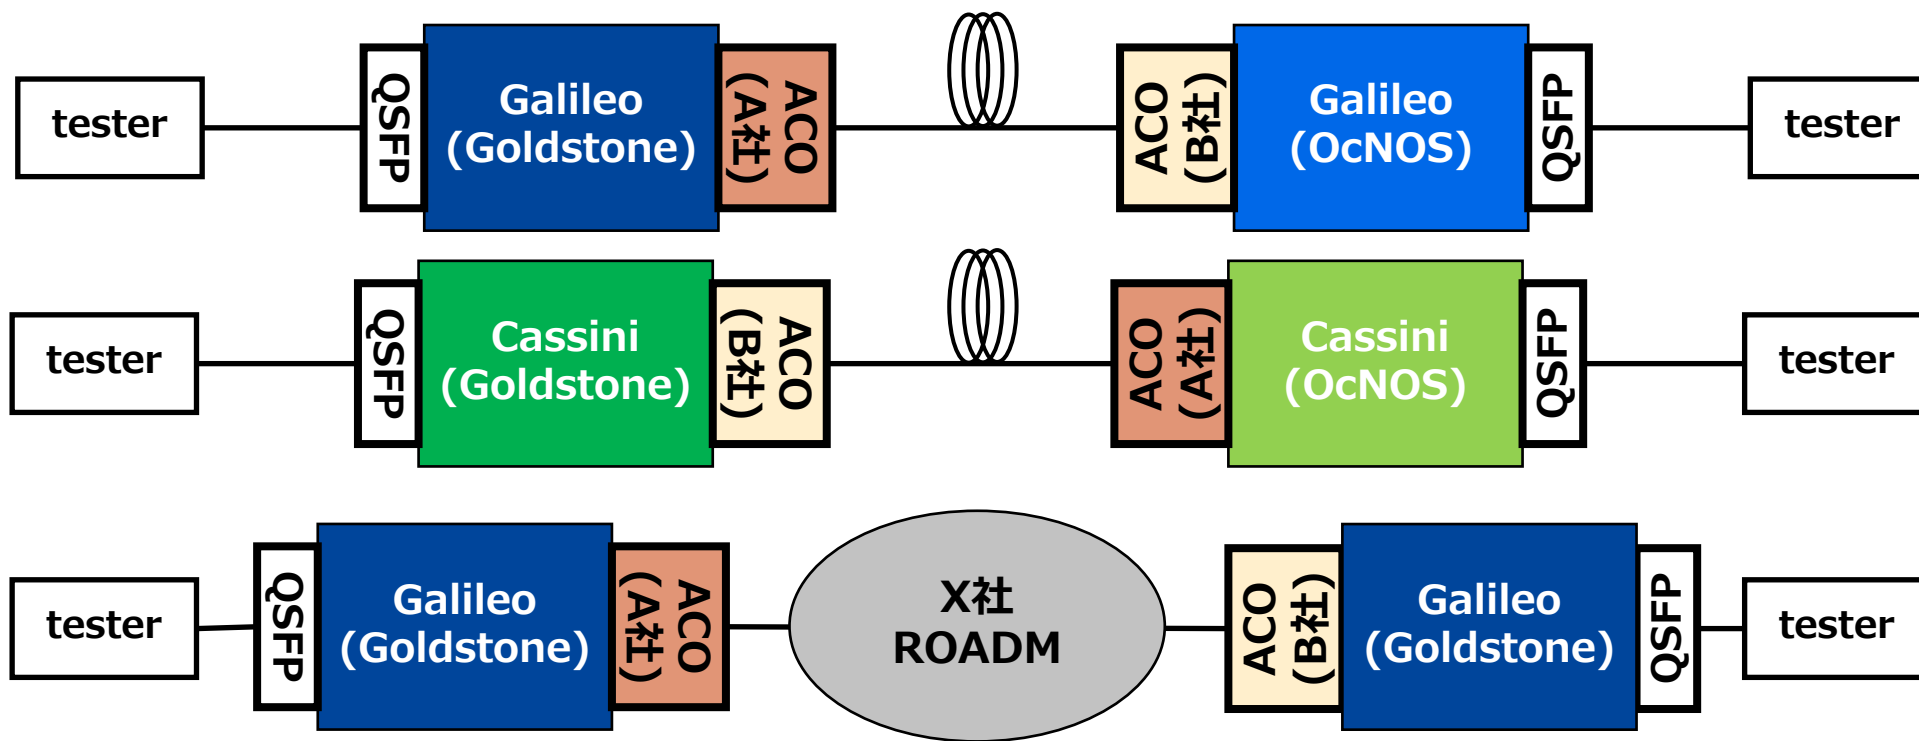 tester
QSFP
Galileo
(Goldstone)
ACO
(A社)
ACO
(B社)
Galileo
(OcNOS)
QSFP
tester
tester
QSFP
Cassini
(Goldstone)
ACO
(B社)
ACO
(A社)
Cassini
(OcNOS)
QSFP
tester
tester
QSFP
Galileo
(Goldstone)
ACO
(A社)
X社
ROADM
ACO
(B社)
Galileo
(Goldstone)
QSFP
tester